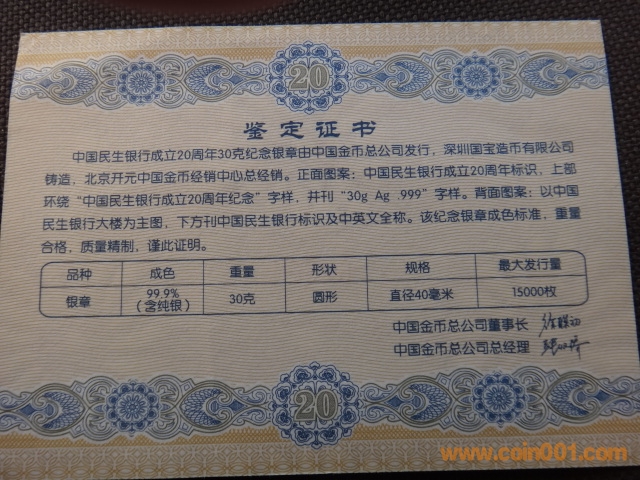 20
鉴定证书
中国民生银行成立20周年30克纪念银章由中国金币总公司发行，深圳国宝造币有限公司
铸造，北京开元中国金币经销中心总经销。正面图案：中国民生银行成立20周年标识，上部
环绕“中国民生银行成立20周年纪念”字样，并刊“30g Ag .999”字样。背面图案：以中国
民生银行大楼为主图，下方刊中国民生银行标识及中英文全称。该纪念银章成色标准，重量
合格，质量精制，谨此证明。
品种 成色 重量 形状 规格 最大发行量
银章 99.9%（含纯银） 30克 圆形 直径40毫米 15000枚
中国金币总公司董事长
中国金币总公司总经理
20
www.coin001.com